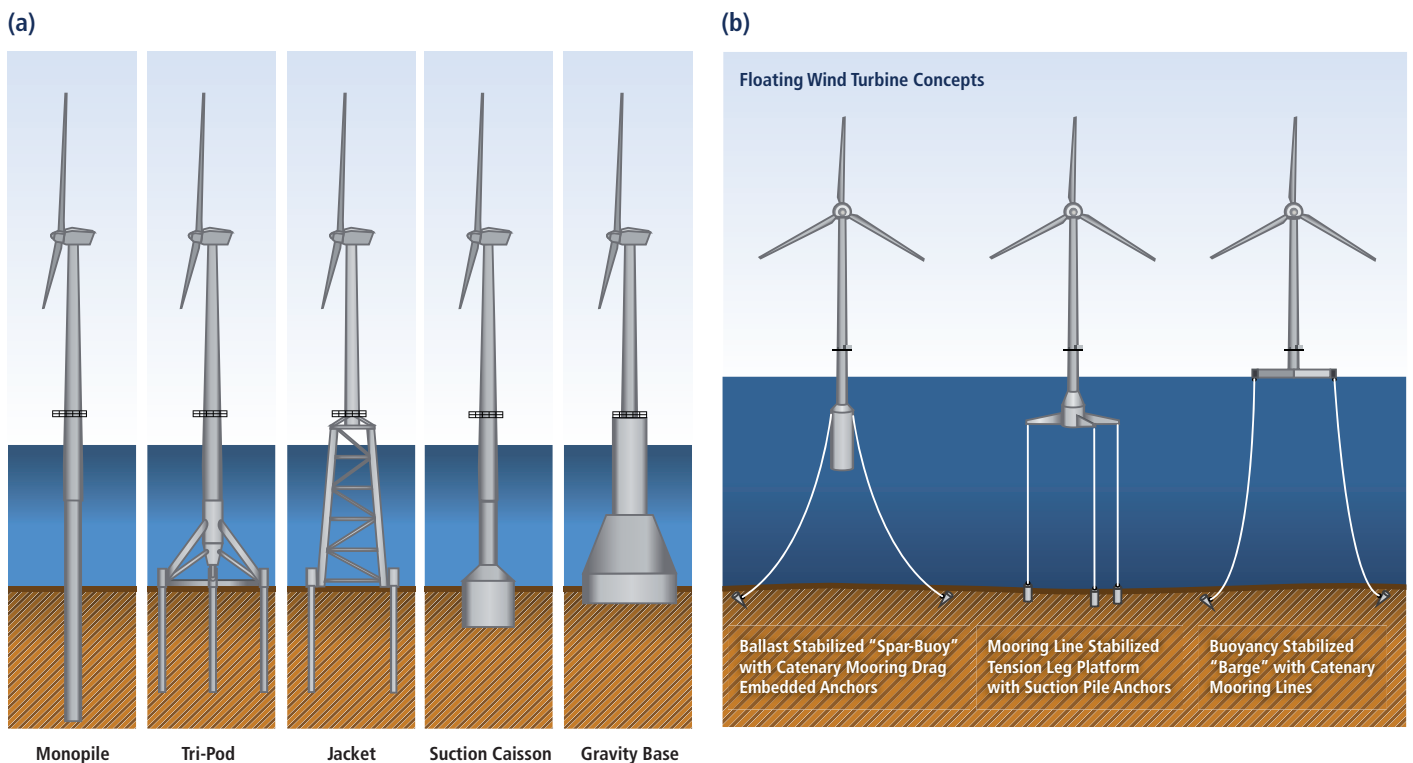 (a)
Monopile
Tri-Pod
Jacket
Suction Caisson
Gravity Base
(b)
Floating Wind Turbine Concepts
Ballast Stabilized “Spar-Buoy”
with Catenary Mooring Drag
Embedded Anchors
Mooring Line Stabilized
Tension Leg Platform
with Suction Pile Anchors
Buoyancy Stabilized
“Barge” with Catenary
Mooring Lines